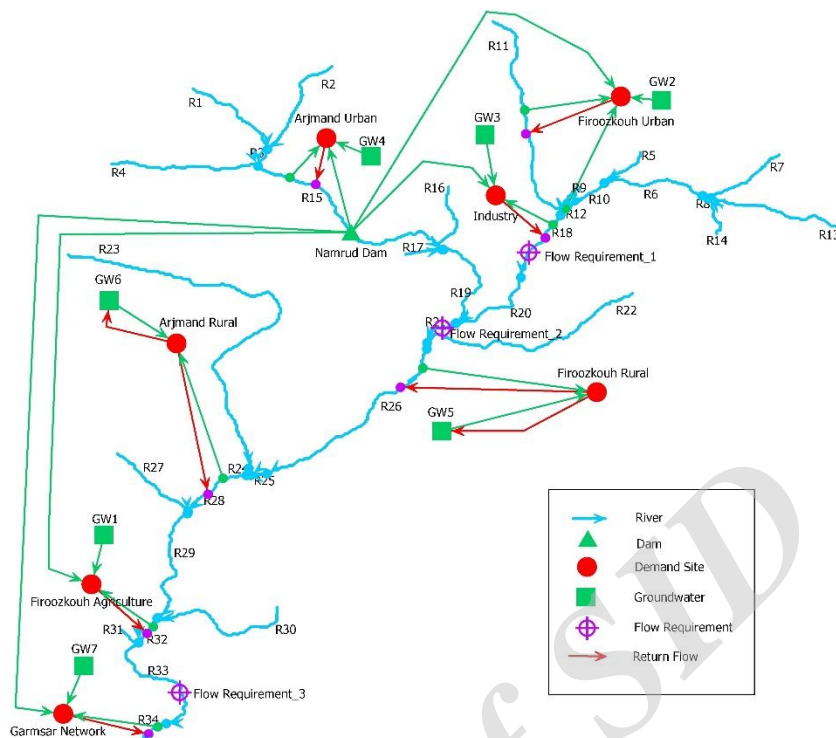 R11
R2
R1
GW2
Arjmand Urban
GW3
Firoozkouh Urban
R3
GW4
R5
R7
R4
R9
R6
R10
R15
R16
Industry
R12
R8
R18
R13
R14
Namrud Dam
R17
R23
Flow Requirement_1
GW6
R19
R22
R20
Arjmand Rural
Flow Requirement_2
Firoozkouh Rural
R26
GW5
R27
R24
R25
R28
GW1
River
R29
Dam
Demand Site
Firoozkouh Agriculture
Groundwater
R31
R30
R32
Flow Requirement
GW7
R33
Return Flow
Flow Requirement_3
R34
Garmsar Network
of SID